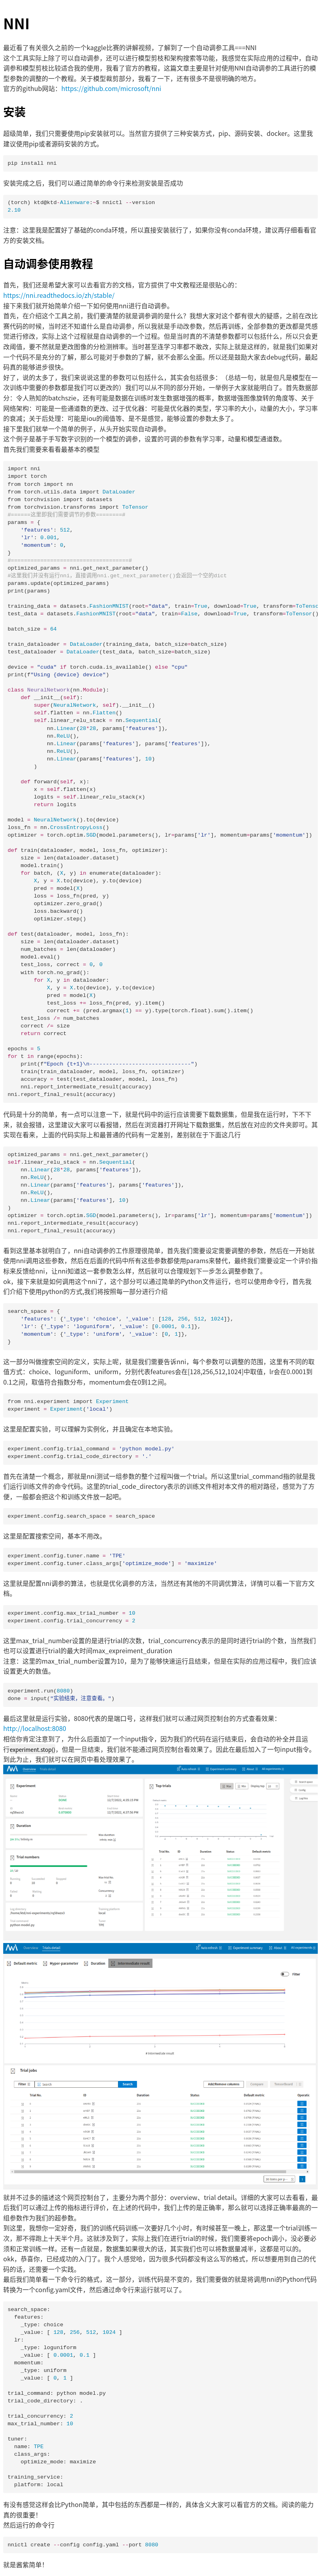 NNI
最近看了有关很久之前的一个kaggle比赛的讲解视频，了解到了一个自动调参工具===NNI
这个工具实际上除了可以自动调参，还可以进行模型剪枝和架构搜索等功能，我感觉在实际应用的过程中，自动
调参和模型剪枝比较适合我的使用，我看了官方的教程，这篇文章主要是针对使用NNI自动调参的工具进行的模
型参数的调整的一个教程。关于模型裁剪部分，我看了一下，还有很多不是很明确的地方。
官方的github网站：https://github.com/microsoft/nni
安装
超级简单，我们只需要使用pip安装就可以。当然官方提供了三种安装方式，pip、源码安装、docker。这里我
建议使用pip或者源码安装的方式。
pip install nni
安装完成之后，我们可以通过简单的命令行来检测安装是否成功
(torch) ktd@ktd-Alienware:~$ nnictl --version
2.10
注意：这里我是配置好了基础的conda环境，所以直接安装就行了，如果你没有conda环境，建议再仔细看看官
方的安装文档。
自动调参使用教程
首先，我们还是希望大家可以去看官方的文档，官方提供了中文教程还是很贴心的：
https://nni.readthedocs.io/zh/stable/
接下来我们就开始简单介绍一下如何使用nni进行自动调参。
首先，在介绍这个工具之前，我们要清楚的就是调参调的是什么？我想大家对这个都有很大的疑惑，之前在改比
赛代码的时候，当时还不知道什么是自动调参，所以我就是手动改参数，然后再训练，全部参数的更改都是凭感
觉进行修改，实际上这个过程就是自动调参的一个过程。但是当时真的不清楚参数都可以包括什么，所以只会更
改阈值，要不然就是更改图像的分割辨析率。当时甚至连学习率都不敢改，实际上就是这样的，就是我们如果对
一个代码不是充分的了解，那么可能对于参数的了解，就不会那么全面。所以还是鼓励大家去debug代码，最起
码真的能够进步很快。
好了，说的太多了，我们来说说这里的参数可以包括什么，其实会包括很多：（总结一句，就是但凡是模型在一
次训练中需要的参数都是我们可以更改的）我们可以从不同的部分开始，一举例子大家就能明白了。首先数据部
分：令人熟知的batchszie，还有可能是数据在训练时发生数据增强的概率，数据增强图像旋转的角度等、关于
网络架构：可能是一些通道数的更改、过于优化器：可能是优化器的类型，学习率的大小，动量的大小，学习率
的衰减；关于后处理：可能是ios的阈值等、是不是感觉，能够设置的参数太多了。
接下里我们就举一个简单的例子，从头开始实现自动调参。
这个例子是基于手写数字识别的一个模型的调参，设置的可调的参数有学习率，动量和模型通道数。
首先我们需要来看看最基本的模型
import nni
import torch
from torch import nn
from torch.utils.data import DataLoader
from torchvision import datasets
from torchvision.transforms import ToTensor
#======这里即我们需要调节的参数========#
params = {
'features': 512,
'lr': 0.001,
'momentum': 0,
}
#===================================#
optimized_params = nni.get_next_parameter()
params.update(optimized_params)
print(params)
training_data = datasets.FashionMNIST(root="data", train=True, download=True, transform=ToTenso
test_data = datasets.FashionMNIST(root="data", train=False, download=True, transform=ToTensor()
batch_size = 64
train_dataloader = DataLoader(training_data, batch_size=batch_size)
test_dataloader = DataLoader(test_data, batch_size=batch_size)
device = "cuda" if torch.cuda.is_available() else "cpu"
print(f"Using {device} device")
class NeuralNetwork(nn.Module):
def __init__(self):
super(NeuralNetwork, self).__init__()
self.flatten = nn.Flatten()
self.linear_relu_stack = nn.Sequential(
nn.Linear(28*28, params['features']),
nn.ReLU(),
nn.Linear(params['features'], params['features']),
nn.ReLU(),
nn.Linear(params['features'], 10)
)
def forward(self, x):
x = self.flatten(x)
logits = self.linear_relu_stack(x)
return logits
model = NeuralNetwork().to(device)
loss_fn = nn.CrossEntropyLoss()
optimizer = torch.optim.SGD(model.parameters(), lr=params['lr'], momentum=params['momentum'])
def train(dataloader, model, loss_fn, optimizer):
size = len(dataloader.dataset)
model.train()
for batch, (X, y) in enumerate(dataloader):
X, y = X.to(device), y.to(device)
pred = model(X)
loss = loss_fn(pred, y)
optimizer.zero_grad()
loss.backward()
optimizer.step()
def test(dataloader, model, loss_fn):
size = len(dataloader.dataset)
num_batches = len(dataloader)
model.eval()
test_loss, correct = 0, 0
with torch.no_grad():
for X, y in dataloader:
X, y = X.to(device), y.to(device)
pred = model(X)
test_loss += loss_fn(pred, y).item()
correct += (pred.argmax(1) == y).type(torch.float).sum().item()
test_loss /= num_batches
correct /= size
return correct
epochs = 5
for t in range(epochs):
print(f"Epoch {t+1}\n-------------------------------")
train(train_dataloader, model, loss_fn, optimizer)
accuracy = test(test_dataloader, model, loss_fn)
nni.report_intermediate_result(accuracy)
nni.report_final_result(accuracy)
代码是十分的简单，有一点可以注意一下，就是代码中的运行应该需要下载数据集，但是我在运行时，下不下
来，就会报错，这里建议大家可以看报错，然后在浏览器打开网址下载数据集，然后放在对应的文件夹即可。其
实现在看来，上面的代码实际上和最普通的代码有一定差别，差别就在于下面这几行
optimized_params = nni.get_next_parameter()
self.linear_relu_stack = nn.Sequential(
nn.Linear(28*28, params['features']),
nn.ReLU(),
nn.Linear(params['features'], params['features']),
nn.ReLU(),
nn.Linear(params['features'], 10)
)
optimizer = torch.optim.SGD(model.parameters(), lr=params['lr'], momentum=params['momentum'])
nni.report_intermediate_result(accuracy)
nni.report_final_result(accuracy)
看到这里基本就明白了，nni自动调参的工作原理很简单，首先我们需要设定需要调整的参数，然后在一开始就
使用nni调用这些参数，然后在后面的代码中所有这些参数都使用params来替代，最终我们需要设定一个评价指
标来反馈给nni，让nni知道这一套参数怎么样，然后就可以合理规划下一步怎么调整参数了。
ok，接下来就是如何调用这个nni了，这个部分可以通过简单的Python文件运行，也可以使用命令行，首先我
们介绍下使用python的方式,我们将按照每一部分进行介绍
search_space = {
'features': {'_type': 'choice', '_value': [128, 256, 512, 1024]},
'lr': {'_type': 'loguniform', '_value': [0.0001, 0.1]},
'momentum': {'_type': 'uniform', '_value': [0, 1]},
}
这一部分叫做搜索空间的定义，实际上呢，就是我们需要告诉nni，每个参数可以调整的范围，这里有不同的取
值方式：choice、loguniform、uniform，分别代表features会在[128,256,512,1024]中取值，lr会在0.0001到
0.1之间，取值符合指数分布，momentum会在0到1之间。
from nni.experiment import Experiment
experiment = Experiment('local')
这里是配置实验，可以理解为实例化，并且确定在本地实验。
experiment.config.trial_command = 'python model.py'
experiment.config.trial_code_directory = '.'
首先在清楚一个概念，那就是nni测试一组参数的整个过程叫做一个trial。所以这里trial_command指的就是我
们运行训练文件的命令代码。这里的trial_code_directory表示的训练文件相对本文件的相对路径，感觉为了方
便，一般都会把这个和训练文件放一起吧。
experiment.config.search_space = search_space
这里是配置搜索空间，基本不用改。
experiment.config.tuner.name = 'TPE'
experiment.config.tuner.class_args['optimize_mode'] = 'maximize'
这里就是配置nni调参的算法，也就是优化调参的方法，当然还有其他的不同调优算法，详情可以看一下官方文
档。
experiment.config.max_trial_number = 10
experiment.config.trial_concurrency = 2
这里max_trial_number设置的是进行trial的次数，trial_concurrency表示的是同时进行trial的个数，当然我们
也可以设置进行trial的最大时间max_expreiment_duration
注意：这里的max_trial_number设置为10，是为了能够快速运行且结束，但是在实际的应用过程中，我们应该
设置更大的数值。
experiment.run(8080)
done = input("实验结束，注意查看。")
最后这里就是运行实验，8080代表的是端口号，这样我们就可以通过网页控制台的方式查看效果：
http://localhost:8080
相信你肯定注意到了，为什么后面加了一个input指令，因为我们的代码在运行结束后，会自动的补全并且运
行experiment.stop()，但是一旦结束，我们就不能通过网页控制台看效果了。因此在最后加入了一句input指令。
到此为止，我们就可以在网页中看处理效果了。
Experiment
Top trials
Duration
Trial numbers
Default metric
Hyper-parameter
Duration
Intermediate result
Filter
Trial jobs
Trial No.
ID
Duration
Status
Default metric
Operation
就并不过多的描述这个网页控制台了，主要分为两个部分：overview、trial detail。详细的大家可以去看看，最
后我们可以通过上传的指标进行评价，在上述的代码中，我们上传的是正确率，那么就可以选择正确率最高的一
组参数作为我们的超参数。
到这里，我想你一定好奇，我们的训练代码训练一次要好几个小时，有时候甚至一晚上，那这里一个trial训练一
次，那不得跑上十天半个月。这就涉及到了，实际上我们在进行trial的时候，我们需要将epoch调小，没必要必
须和正常训练一样。还有一点就是，数据集如果很大的话，其实我们也可以将数据量减半，这都是可以的。
okk，恭喜你，已经成功的入门了。我个人感觉哈，因为很多代码都没有这么写的格式，所以想要用到自己的代
码的话，还需要一个实践。
最后我们简单看一下命令行的格式，这一部分，训练代码是不变的，我们需要做的就是将调用nni的Python代码
转换为一个config.yaml文件，然后通过命令行来运行就可以了。
search_space:
features:
_type: choice
_value: [ 128, 256, 512, 1024 ]
lr:
_type: loguniform
_value: [ 0.0001, 0.1 ]
momentum:
_type: uniform
_value: [ 0, 1 ]
trial_command: python model.py
trial_code_directory: .
trial_concurrency: 2
max_trial_number: 10
tuner:
name: TPE
class_args:
optimize_mode: maximize
training_service:
platform: local
有没有感觉这样会比Python简单，其中包括的东西都是一样的，具体含义大家可以看官方的文档。阅读的能力
真的很重要！
然后运行的命令行
nnictl create --config config.yaml --port 8080
就是酱紫简单！